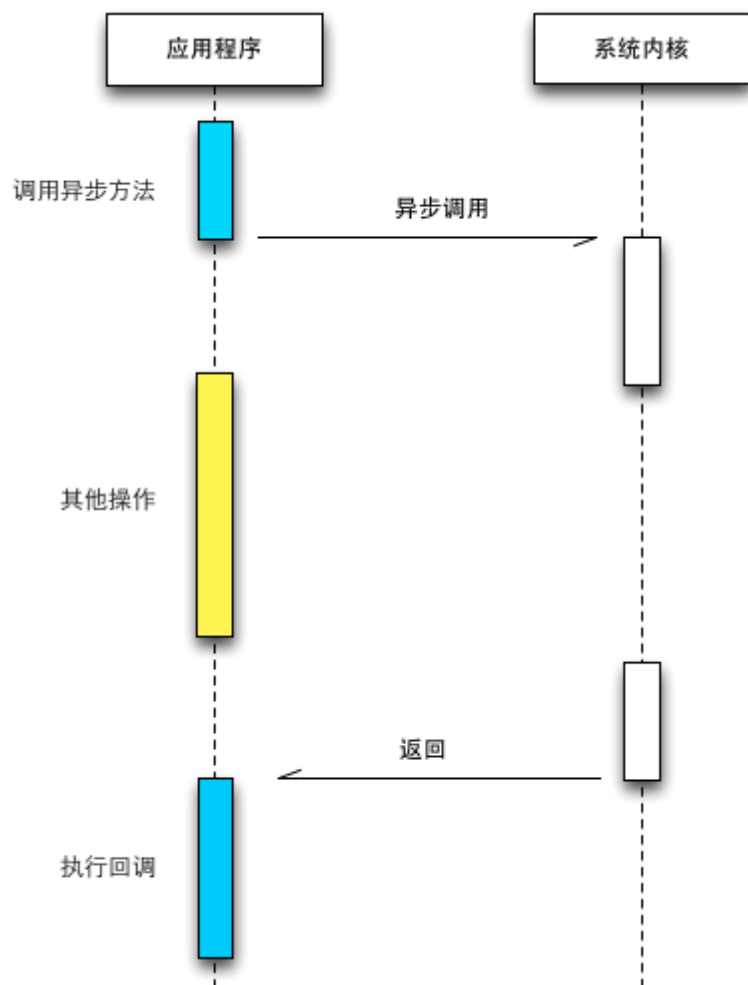 应用程序
系统内核
调用异步方法
异步调用
其他操作
返回
执行回调